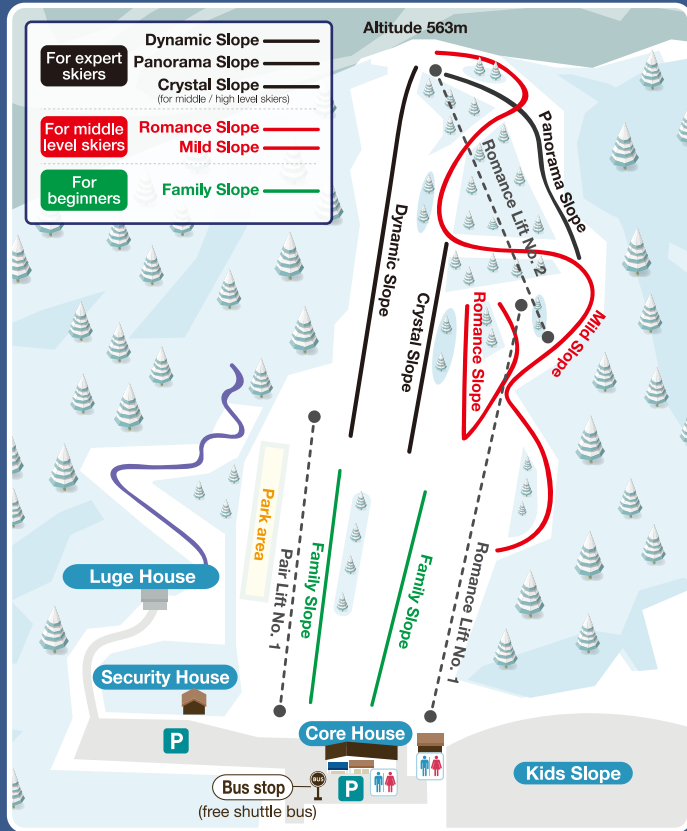 Altitude 563m
For expert
skiers
Dynamic Slope
Panorama Slope
Crystal Slope
(for middle / high level skiers)
For middle
level skiers
Romance Slope
Mild Slope
For
beginners
Family Slope
Panorama Slope
Romance Lift No. 2
Dynamic Slope
Crystal Slope
Romance Slope
Mild Slope
Park area
Pair Lift No. 1
Family Slope
Family Slope
Romance Lift No. 1
Luge House
Security House
P
Core House
Kids Slope
Bus stop
(free shuttle bus)
BUS
P